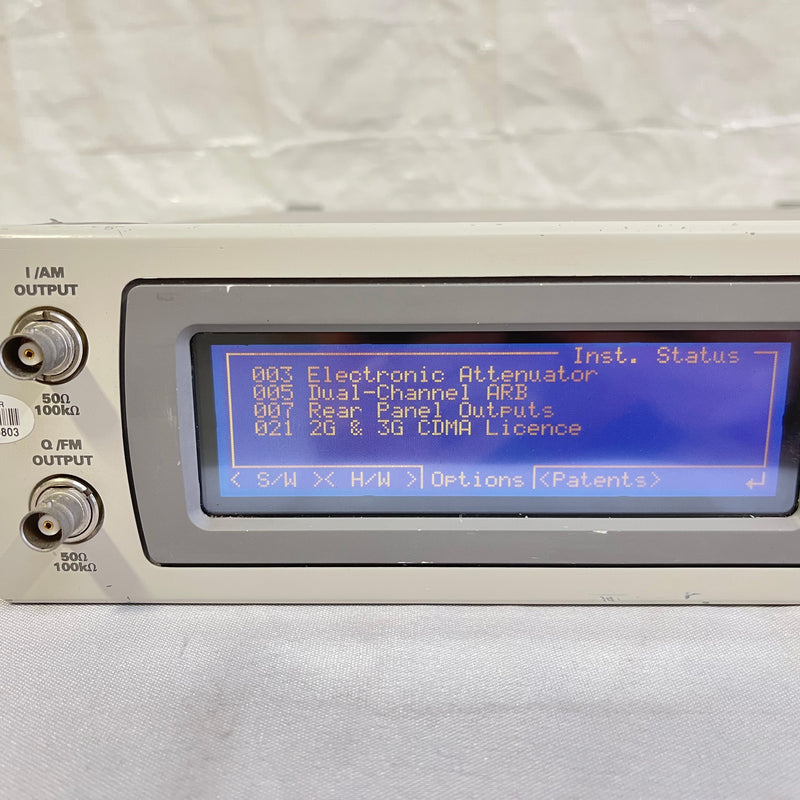 I /AM
OUTPUT
50Ω
100kΩ
R
803
Q /FM
OUTPUT
50Ω
100kΩ
Inst. Status
003 Electronic Attenuator
005 Dual-Channel ARB
007 Rear Panel Outputs
021 2G & 3G CDMA Licence
< S/W >< H/W > Options <Patents>